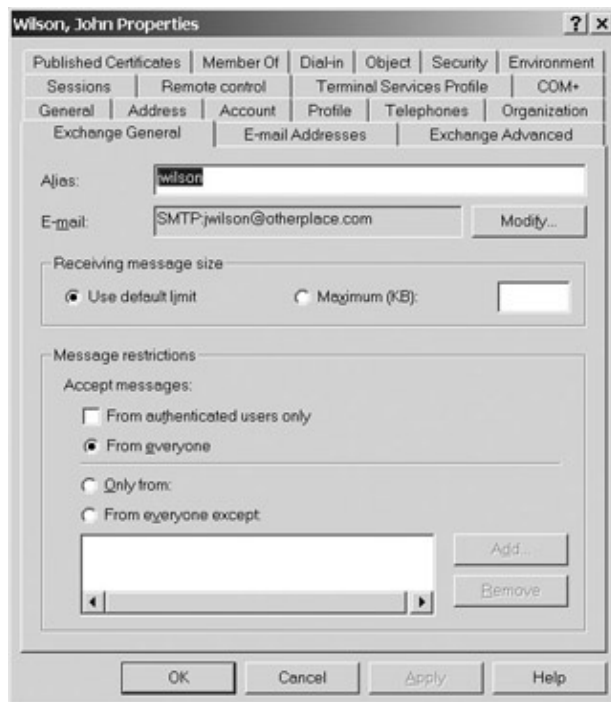 Wilson, John Properties
Published Certificates Member Of Dial-in Object Security Environment
Sessions Remote control Terminal Services Profile COM+
General Address Account Profile Telephones Organization
Exchange General E-mail Addresses Exchange Advanced
Alias: jwilson
E-mail: SMTP:jwilson@otherplace.com Modify...
Receiving message size
Use default limit Maximum (KB):
Message restrictions
Accept messages:
From authenticated users only
From everyone
Only from:
From everyone except:
Add...
Remove
OK Cancel Apply Help